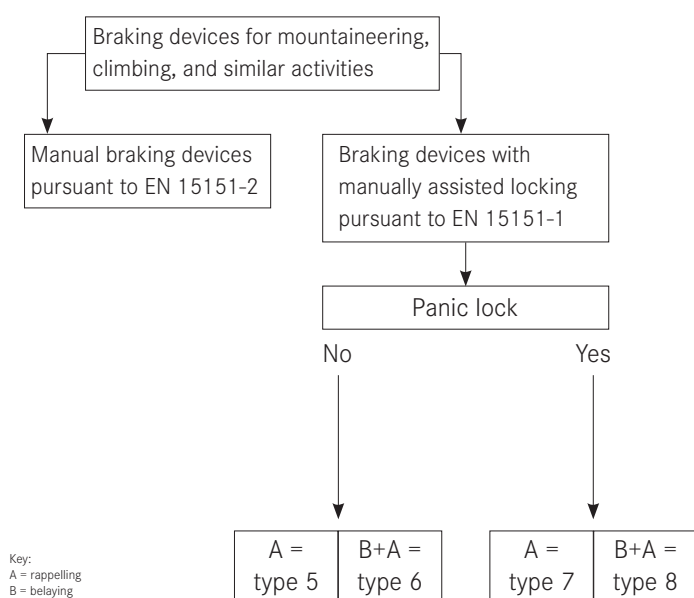 Braking devices for mountaineering,
climbing, and similar activities
Manual braking devices
pursuant to EN 15151-2
Braking devices with
manually assisted locking
pursuant to EN 15151-1
Panic lock
No
Yes
A =
type 5
B+A =
type 6
A =
type 7
B+A =
type 8
Key:
A = rappelling
B = belaying